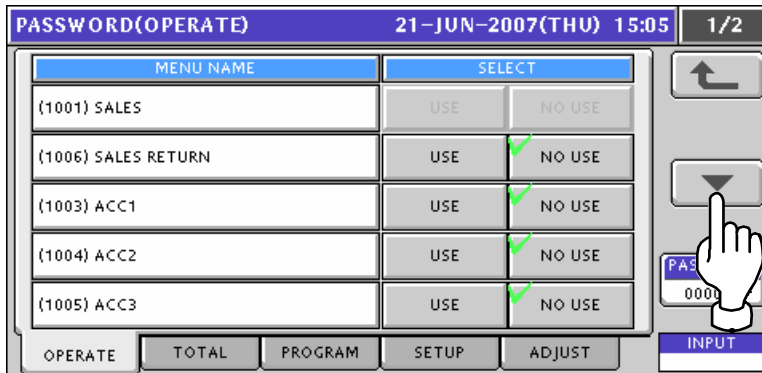 PASSWORD(OPERATE) 21-JUN-2007(THU) 15:05 1/2
MENU NAME SELECT
(1001) SALES USE NO USE
(1006) SALES RETURN USE NO USE
(1003) ACC1 USE NO USE
(1004) ACC2 USE NO USE
(1005) ACC3 USE NO USE
OPERATE TOTAL PROGRAM SETUP ADJUST INPUT